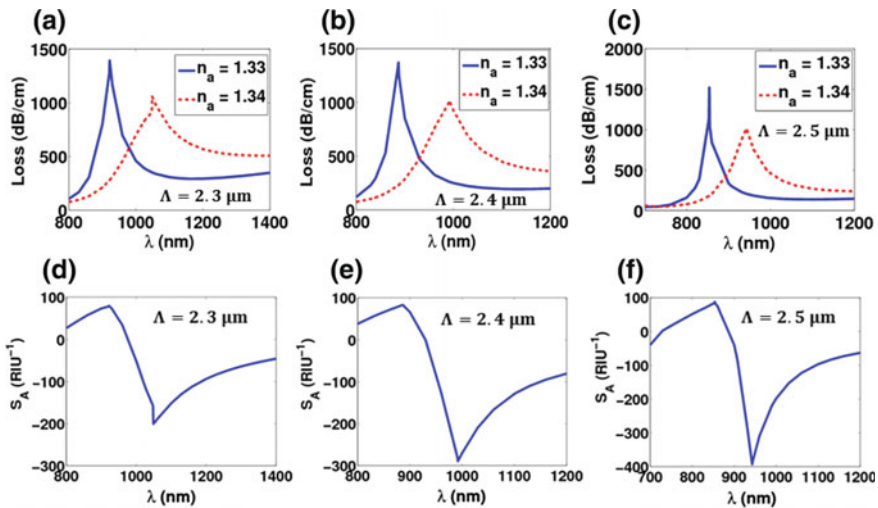 (a)
1500
1000
500
0
Loss (dB/cm)
n_a = 1.33
n_a = 1.34
Λ = 2.3 μm
800 1000 1200 1400
λ (nm)
(b)
1500
1000
500
0
Loss (dB/cm)
n_a = 1.33
n_a = 1.34
Λ = 2.4 μm
800 900 1000 1100 1200
λ (nm)
(c)
2000
1500
1000
500
0
Loss (dB/cm)
n_a = 1.33
n_a = 1.34
Λ = 2.5 μm
800 1000 1200
λ (nm)
(d)
100
0
−100
−200
−300
S_A (RIU⁻¹)
Λ = 2.3 μm
800 1000 1200 1400
λ (nm)
(e)
100
0
−100
−200
−300
S_A (RIU⁻¹)
Λ = 2.4 μm
800 900 1000 1100 1200
λ (nm)
(f)
100
0
−100
−200
−300
−400
S_A (RIU⁻¹)
Λ = 2.5 μm
700 800 900 1000 1100 1200
λ (nm)